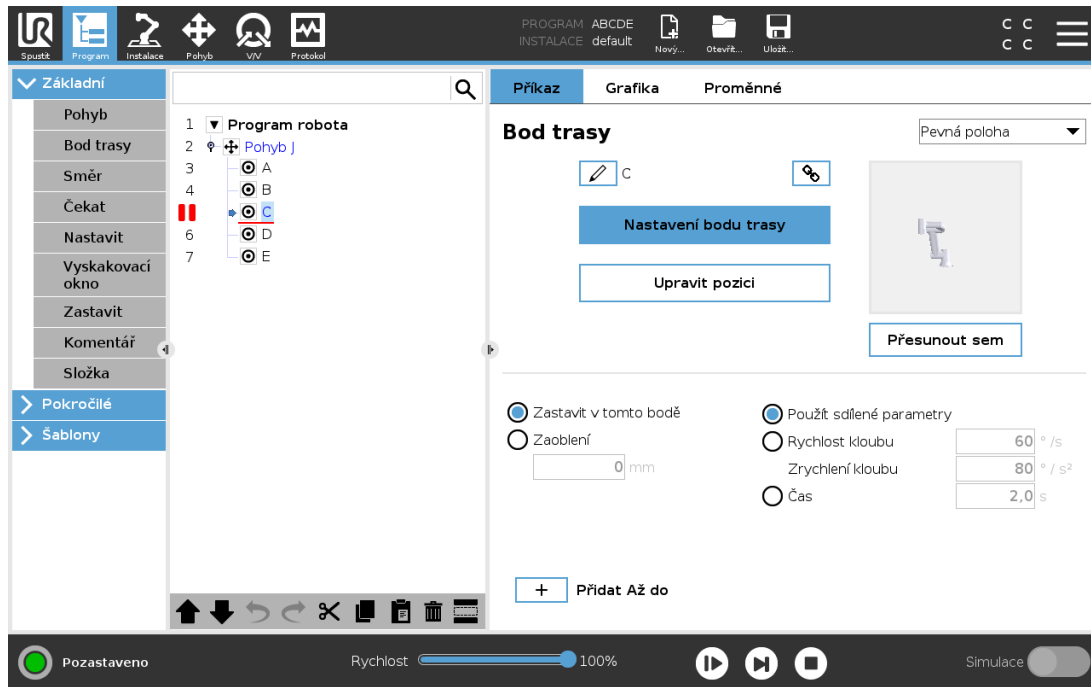 UR
Spustit
Program
Instalace
Pohyb
V/V
Protokol
PROGRAM ABCDE
INSTALACE default
Nový...
Otevřít...
Uložit...
C C
C C
Základní
Pohyb
Bod trasy
Směr
Čekat
Nastavit
Vyskakovací
okno
Zastavit
Komentář
Složka
Pokročilé
Šablony
1 Program robota
2 Pohyb J
3 A
4 B
C
6 D
7 E
Příkaz Grafika Proměnné
Bod trasy
Pevná poloha
C
Nastavení bodu trasy
Upravit pozici
Přesunout sem
Zastavit v tomto bodě
Zaoblení
0 mm
Použít sdílené parametry
Rychlost kloubu 60 ° /s
Zrychlení kloubu 80 ° / s²
Čas 2,0 s
+ Přidat Až do
Pozastaveno
Rychlost 100%
Simulace